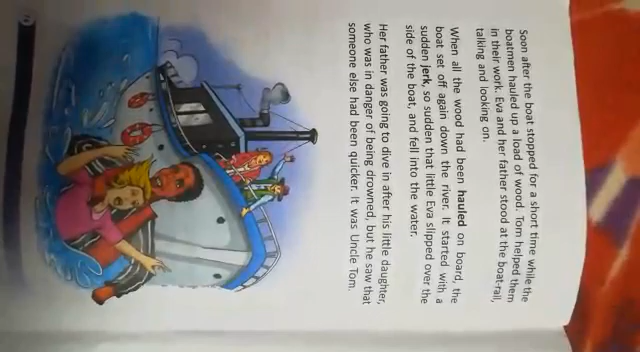 Soon after the boat stopped for a short time while the
boatmen hauled up a load of wood. Tom helped them
in their work. Eva and her father stood at the boat-rail,
talking and looking on.
When all the wood had been hauled on board, the
boat set off again down the river. It started with a
sudden jerk, so sudden that little Eva slipped over the
side of the boat, and fell into the water.
Her father was going to dive in after his little daughter,
who was in danger of being drowned, but he saw that
someone else had been quicker. It was Uncle Tom.